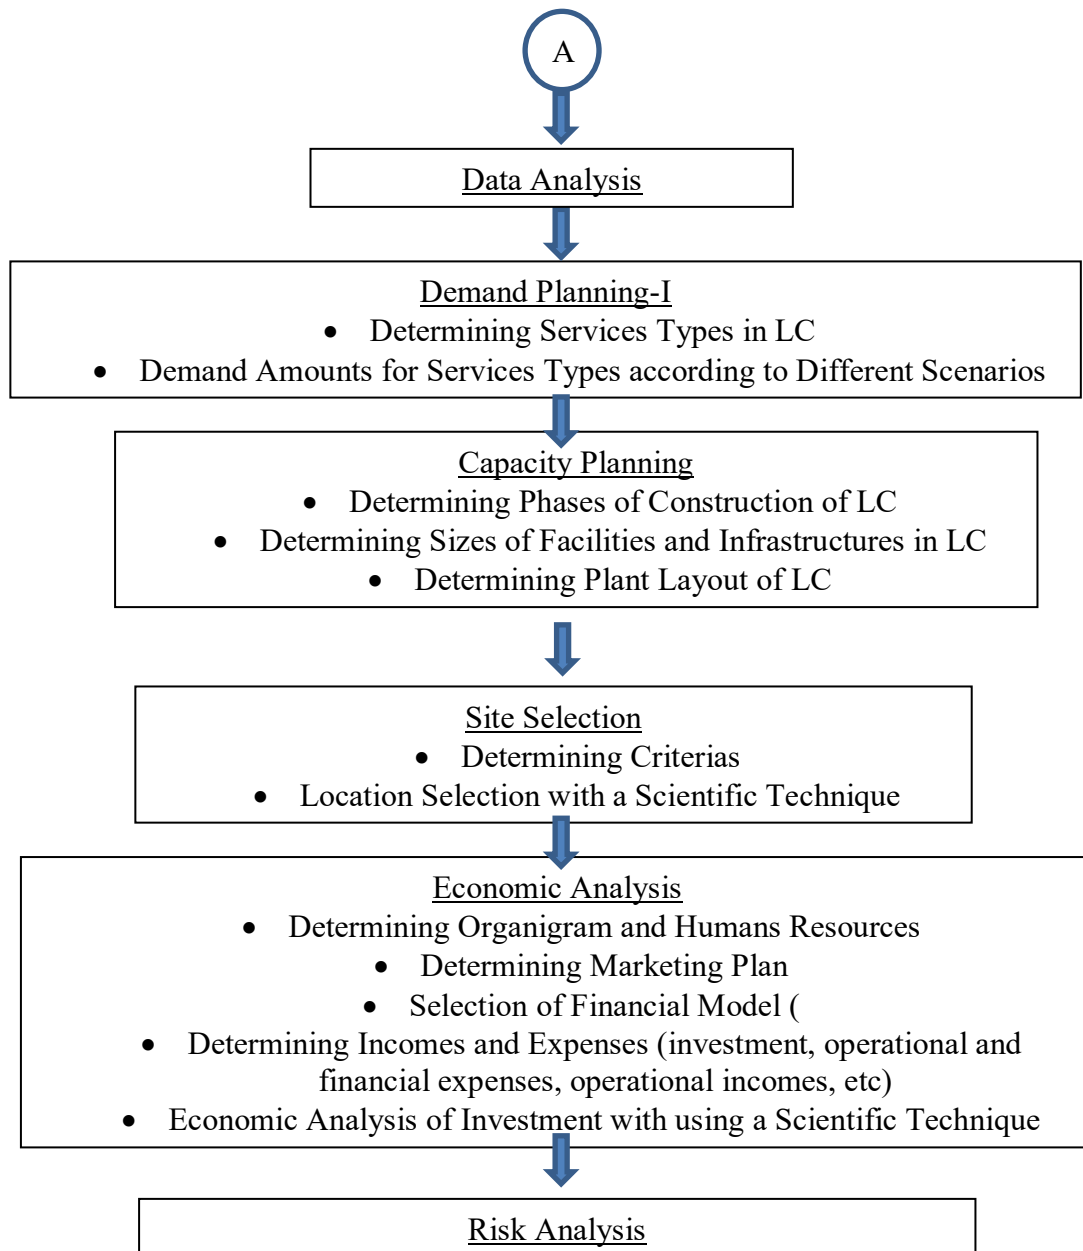 A
Data Analysis
Demand Planning-I
• Determining Services Types in LC
• Demand Amounts for Services Types according to Different Scenarios
Capacity Planning
• Determining Phases of Construction of LC
• Determining Sizes of Facilities and Infrastructures in LC
• Determining Plant Layout of LC
Site Selection
• Determining Criterias
• Location Selection with a Scientific Technique
Economic Analysis
• Determining Organigram and Humans Resources
• Determining Marketing Plan
• Selection of Financial Model (
• Determining Incomes and Expenses (investment, operational and
financial expenses, operational incomes, etc)
• Economic Analysis of Investment with using a Scientific Technique
Risk Analysis